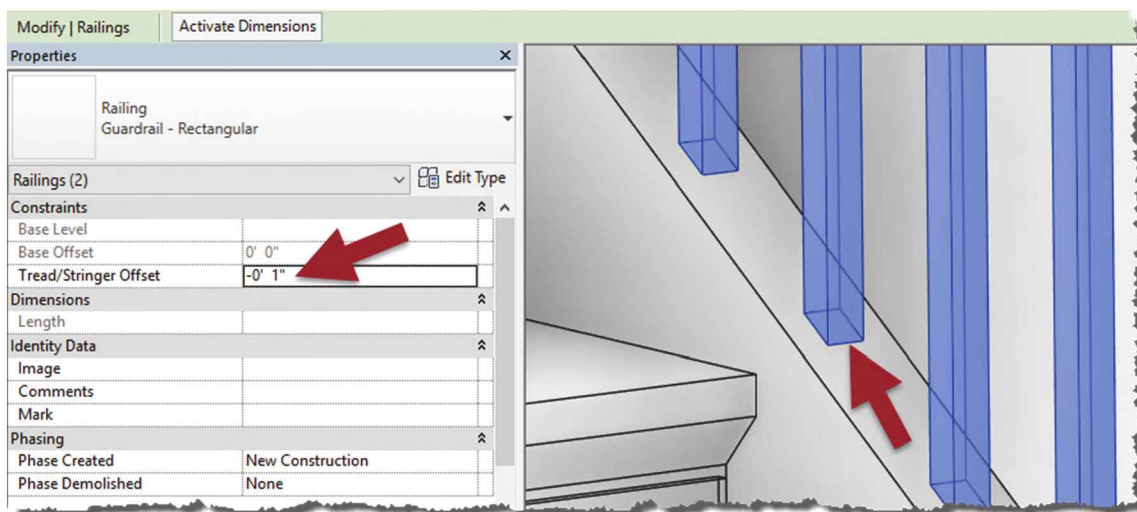 Modify | Railings Activate Dimensions
Properties
Railing
Guardrail - Rectangular
Railings (2) Edit Type
Constraints
Base Level
Base Offset 0' 0"
Tread/Stringer Offset -0' 1"
Dimensions
Length
Identity Data
Image
Comments
Mark
Phasing
Phase Created New Construction
Phase Demolished None